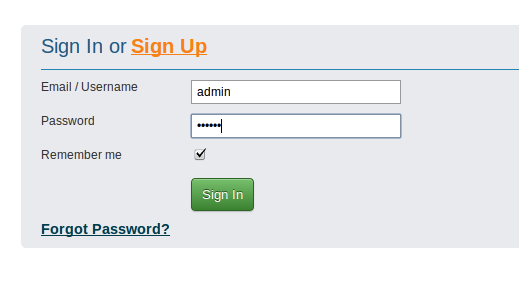 Sign In or Sign Up
Email / Username admin
Password ••••••
Remember me
Sign In
Forgot Password?